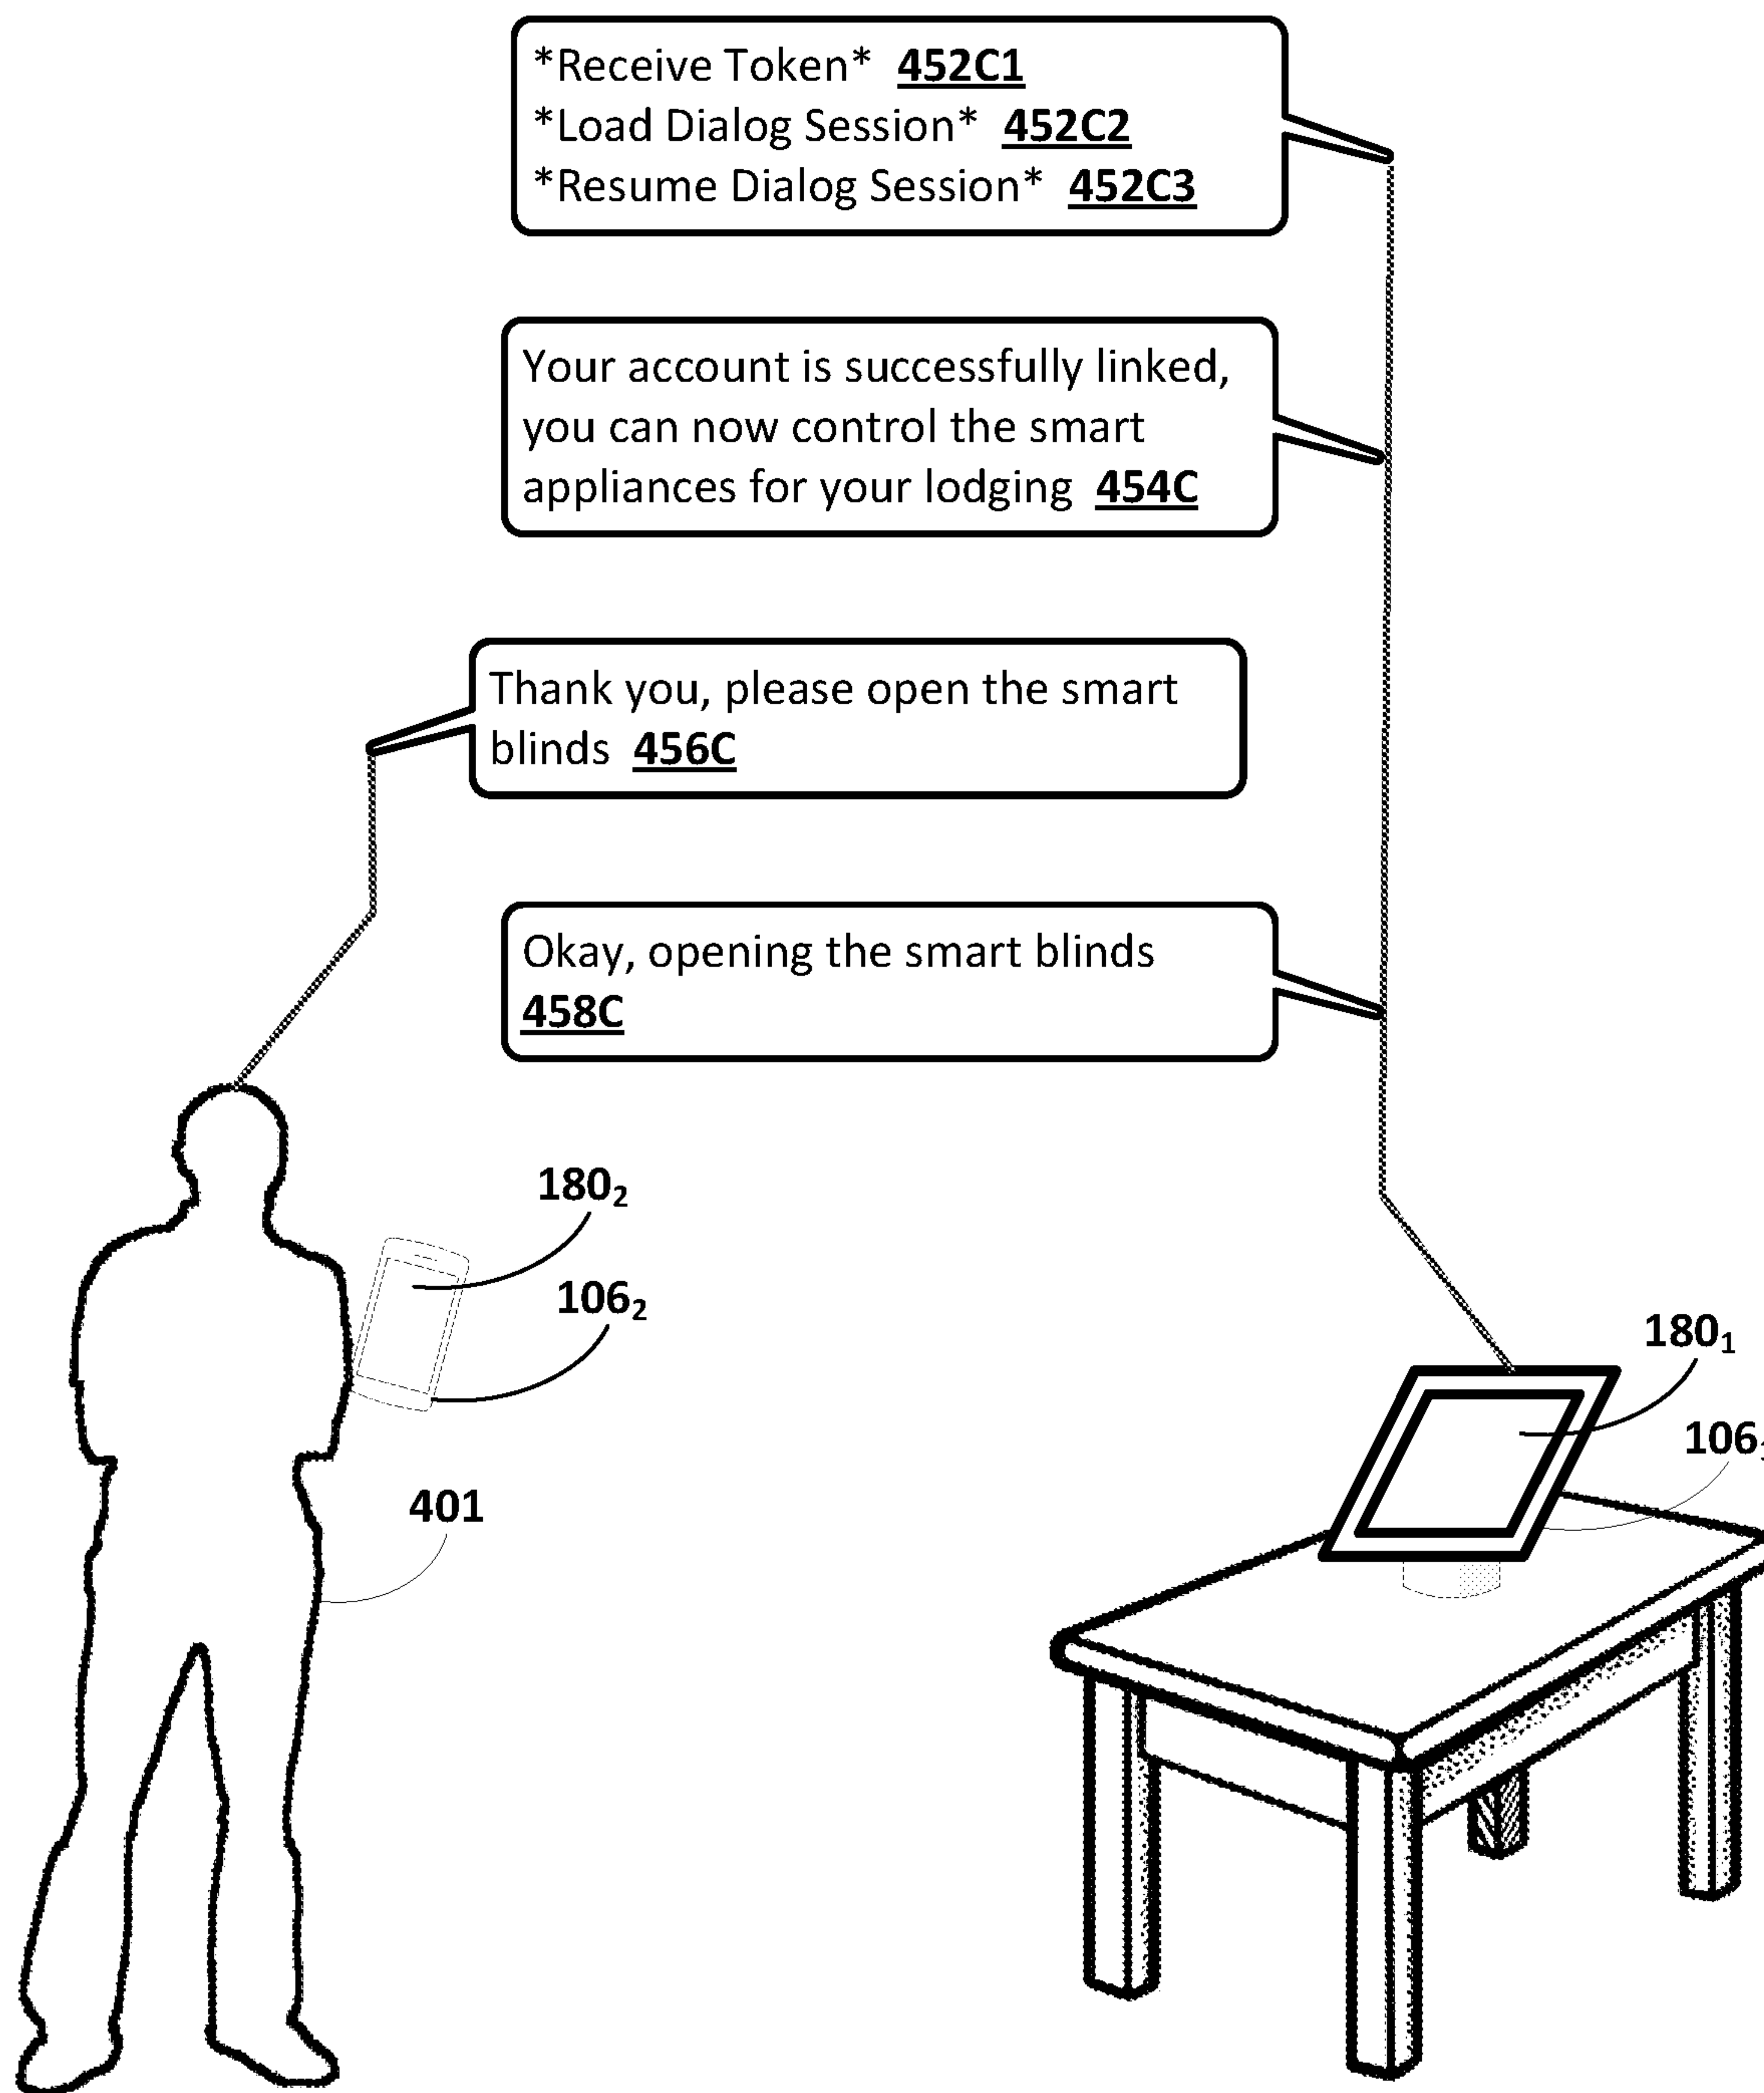 *Receive Token* 452C1
*Load Dialog Session* 452C2
*Resume Dialog Session* 452C3
Your account is successfully linked,
you can now control the smart
appliances for your lodging 454C
Thank you, please open the smart
blinds 456C
Okay, opening the smart blinds
458C
180₂
106₂
180₁
106₁
401